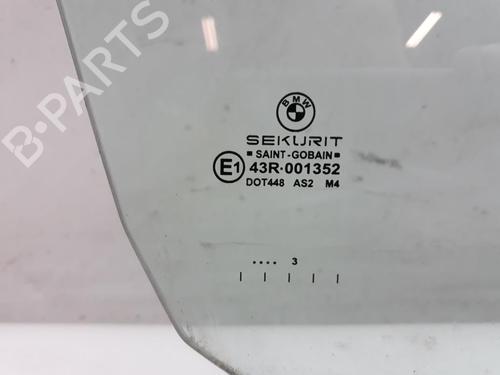 B-PARTS
BMW
SEKURIT
SAINT-GOBAIN
E1 43R-001352
DOT448 AS2 M4
.... 3